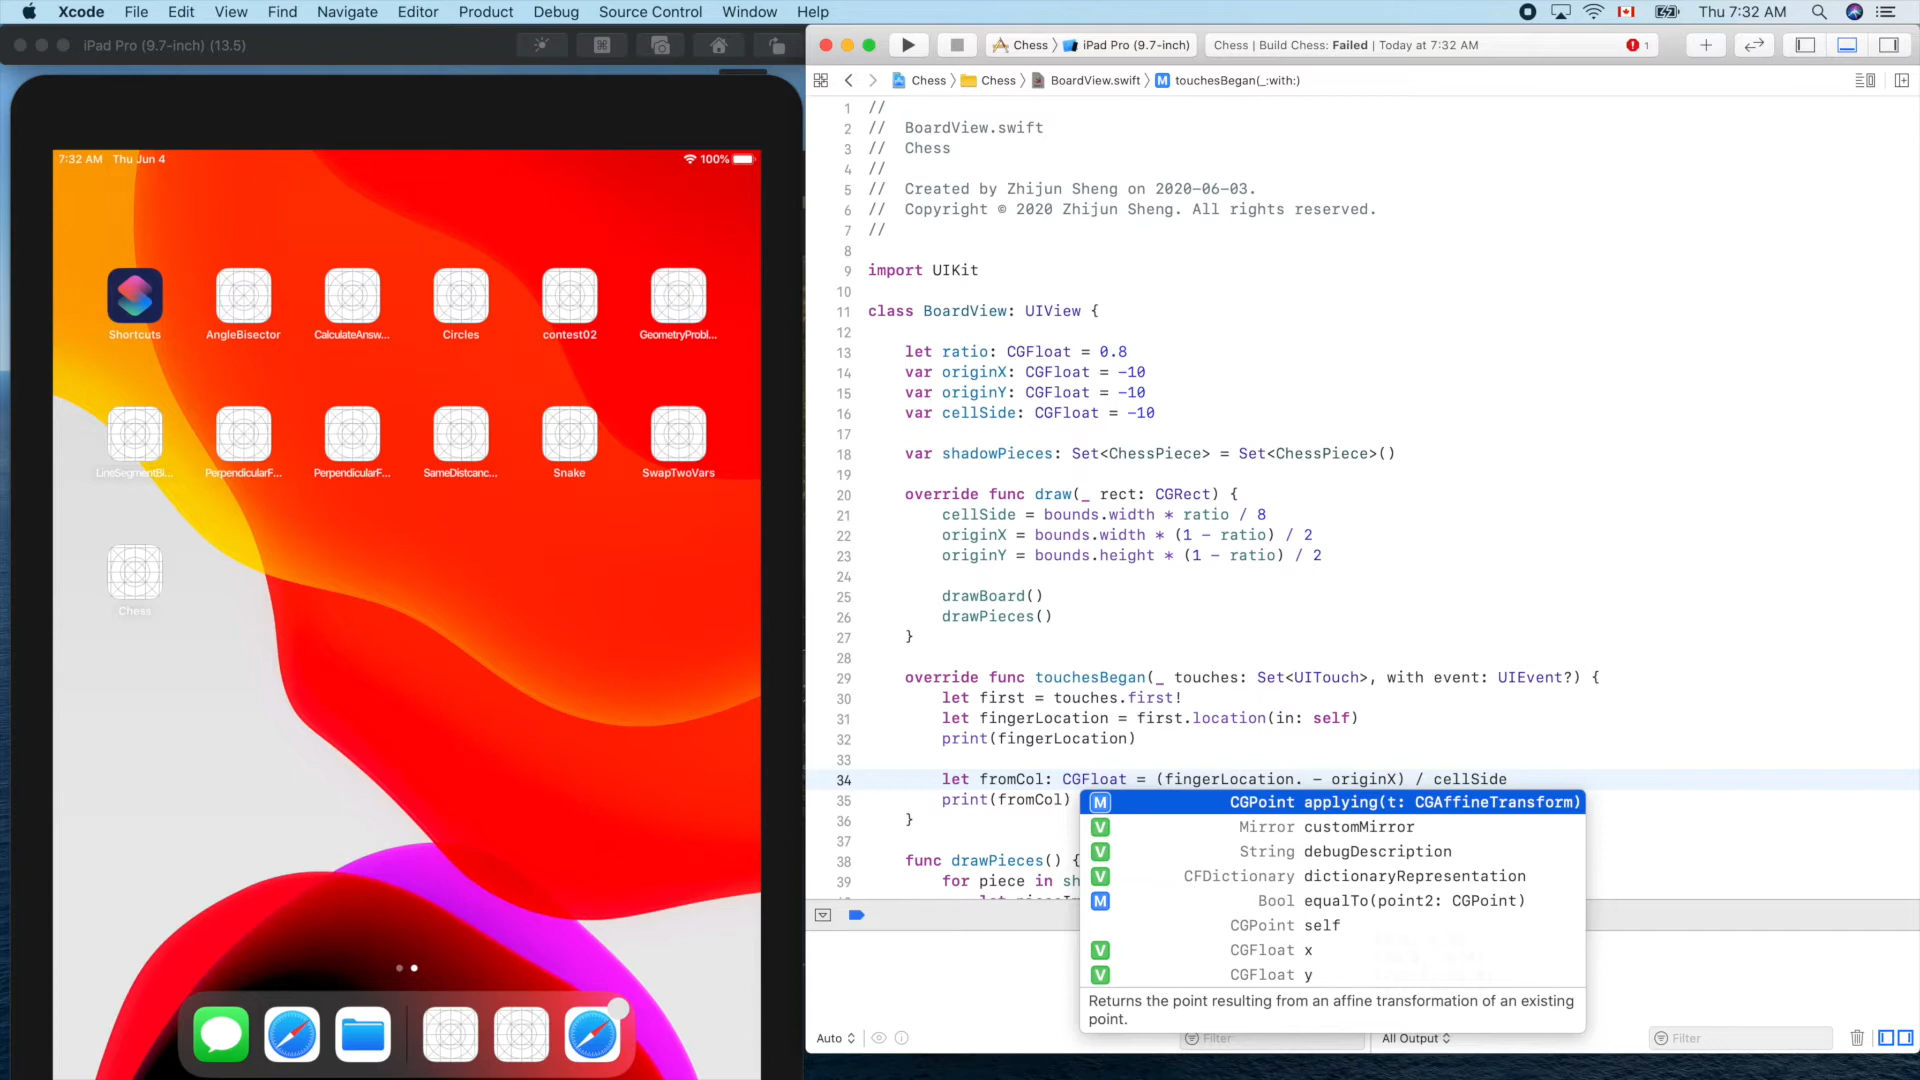 Xcode File Edit View Find Navigate Editor Product Debug Source Control Window Help Thu 7:32 AM
iPad Pro (9.7-inch) (13.5)
7:32 AM Thu Jun 4 100%
Shortcuts AngleBisector CalculateAnsw... Circles contest02 GeometryProbl...
LineSegmentBi... PerpendicularF... PerpendicularF... SameDistcanc... Snake SwapTwoVars
Chess
Chess iPad Pro (9.7-inch) Chess | Build Chess: Failed | Today at 7:32 AM 1
Chess Chess BoardView.swift M touchesBegan(_:with:)
1 //
2 // BoardView.swift
3 // Chess
4 //
5 // Created by Zhijun Sheng on 2020-06-03.
6 // Copyright © 2020 Zhijun Sheng. All rights reserved.
7 //
8
9 import UIKit
10
11 class BoardView: UIView {
12
13 let ratio: CGFloat = 0.8
14 var originX: CGFloat = -10
15 var originY: CGFloat = -10
16 var cellSide: CGFloat = -10
17
18 var shadowPieces: Set<ChessPiece> = Set<ChessPiece>()
19
20 override func draw(_ rect: CGRect) {
21 cellSide = bounds.width * ratio / 8
22 originX = bounds.width * (1 - ratio) / 2
23 originY = bounds.height * (1 - ratio) / 2
24
25 drawBoard()
26 drawPieces()
27 }
28
29 override func touchesBegan(_ touches: Set<UITouch>, with event: UIEvent?) {
30 let first = touches.first!
31 let fingerLocation = first.location(in: self)
32 print(fingerLocation)
33
34 let fromCol: CGFloat = (fingerLocation. - originX) / cellSide
35 print(fromCol)
36 }
37
38 func drawPieces() {
39 for piece in sh
M CGPoint applying(t: CGAffineTransform)
V Mirror customMirror
V String debugDescription
V CFDictionary dictionaryRepresentation
M Bool equalTo(point2: CGPoint)
CGPoint self
V CGFloat x
V CGFloat y
Returns the point resulting from an affine transformation of an existing
point.
Auto Filter All Output Filter